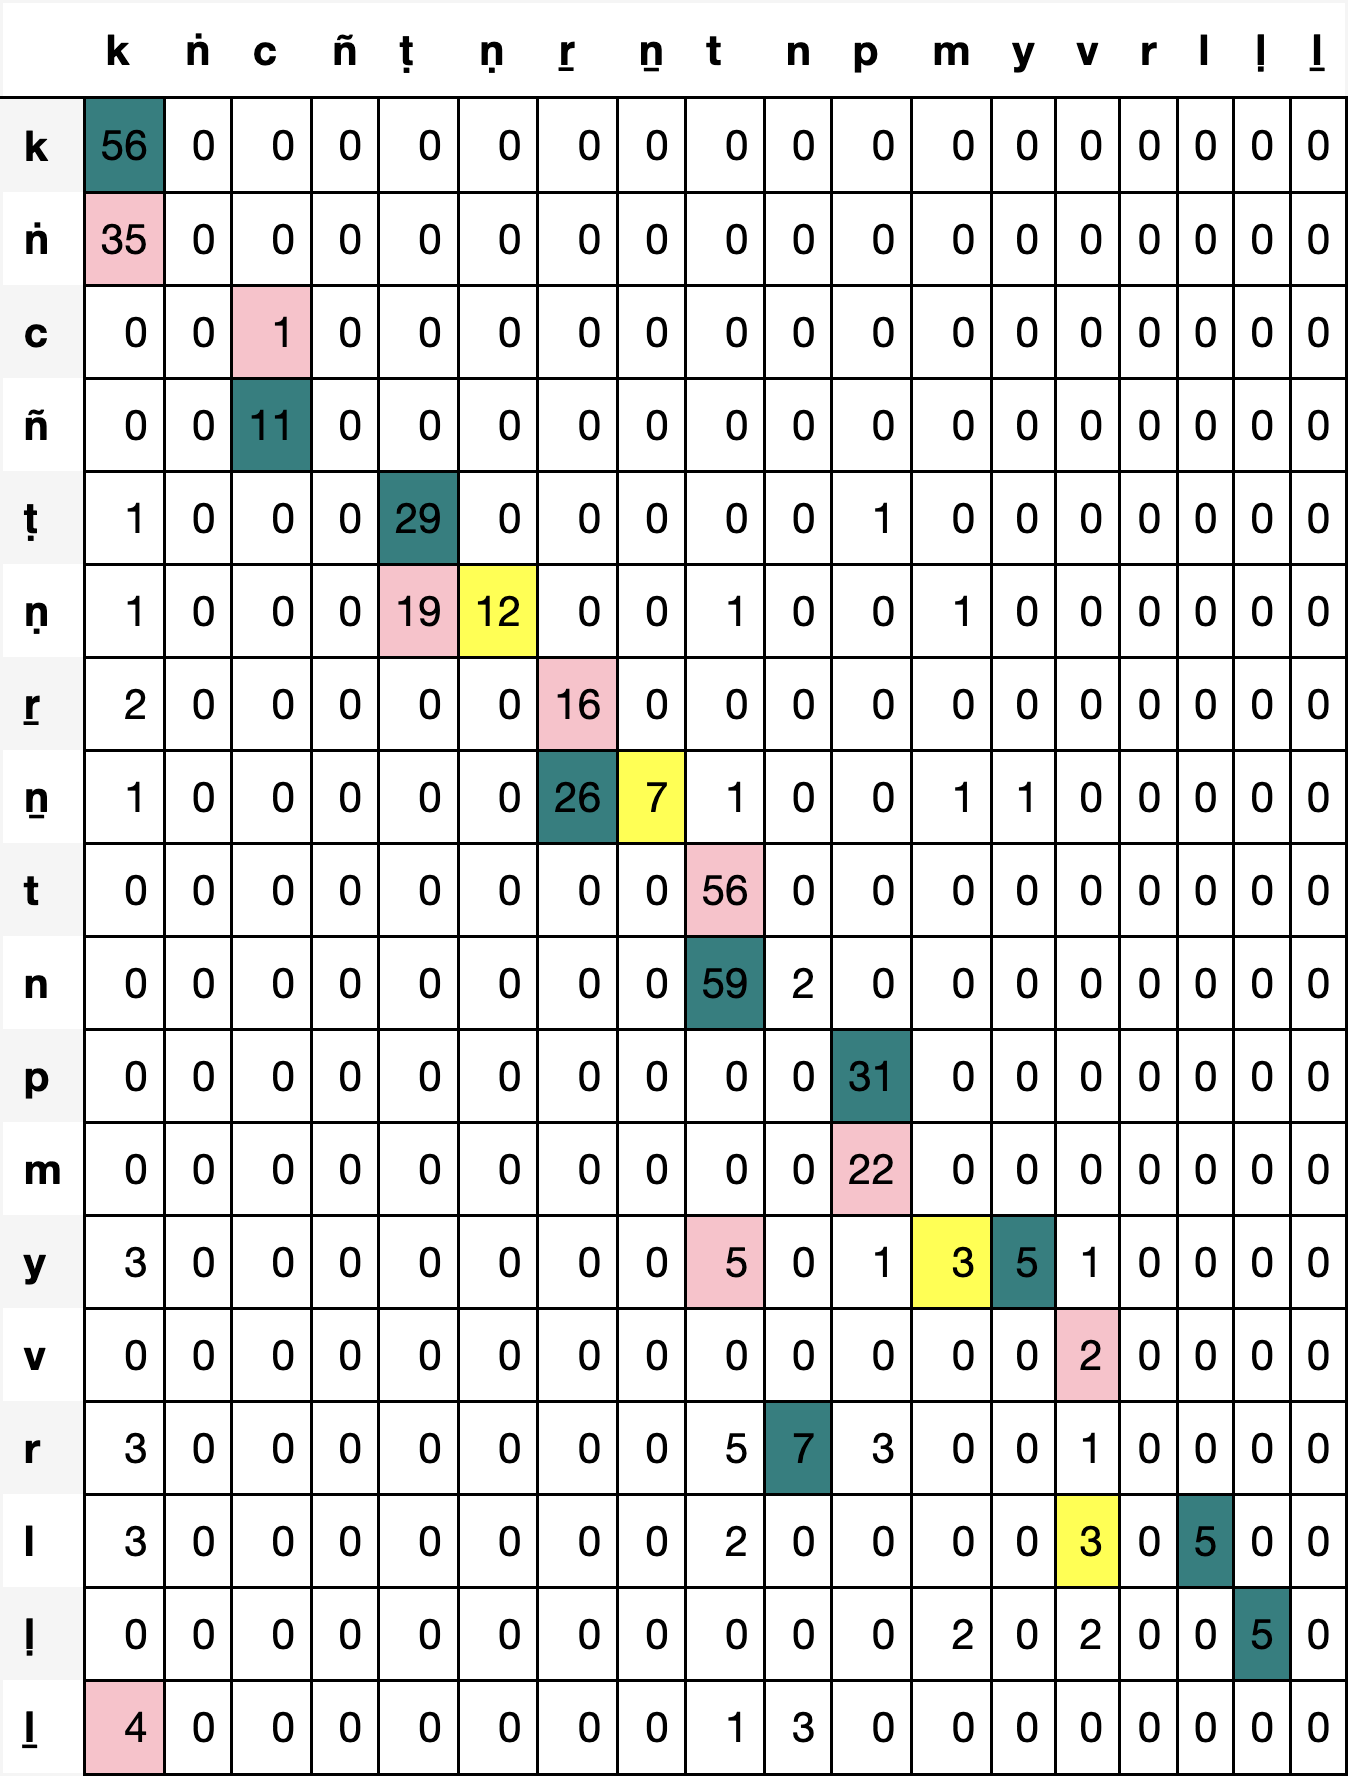 k ṅ c ñ ṭ ṇ ṟ ṉ t n p m y v r l ḷ ḻ
k 56 0 0 0 0 0 0 0 0 0 0 0 0 0 0 0 0 0
ṅ 35 0 0 0 0 0 0 0 0 0 0 0 0 0 0 0 0 0
c 0 0 1 0 0 0 0 0 0 0 0 0 0 0 0 0 0 0
ñ 0 0 11 0 0 0 0 0 0 0 0 0 0 0 0 0 0 0
ṭ 1 0 0 0 29 0 0 0 0 0 1 0 0 0 0 0 0 0
ṇ 1 0 0 0 19 12 0 0 1 0 0 1 0 0 0 0 0 0
ṟ 2 0 0 0 0 0 16 0 0 0 0 0 0 0 0 0 0 0
ṉ 1 0 0 0 0 0 26 7 1 0 0 1 1 0 0 0 0 0
t 0 0 0 0 0 0 0 0 56 0 0 0 0 0 0 0 0 0
n 0 0 0 0 0 0 0 0 59 2 0 0 0 0 0 0 0 0
p 0 0 0 0 0 0 0 0 0 0 31 0 0 0 0 0 0 0
m 0 0 0 0 0 0 0 0 0 0 22 0 0 0 0 0 0 0
y 3 0 0 0 0 0 0 0 5 0 1 3 5 1 0 0 0 0
v 0 0 0 0 0 0 0 0 0 0 0 0 0 2 0 0 0 0
r 3 0 0 0 0 0 0 0 5 7 3 0 0 1 0 0 0 0
l 3 0 0 0 0 0 0 0 2 0 0 0 0 3 0 5 0 0
ḷ 0 0 0 0 0 0 0 0 0 0 0 2 0 2 0 0 5 0
ḻ 4 0 0 0 0 0 0 0 1 3 0 0 0 0 0 0 0 0